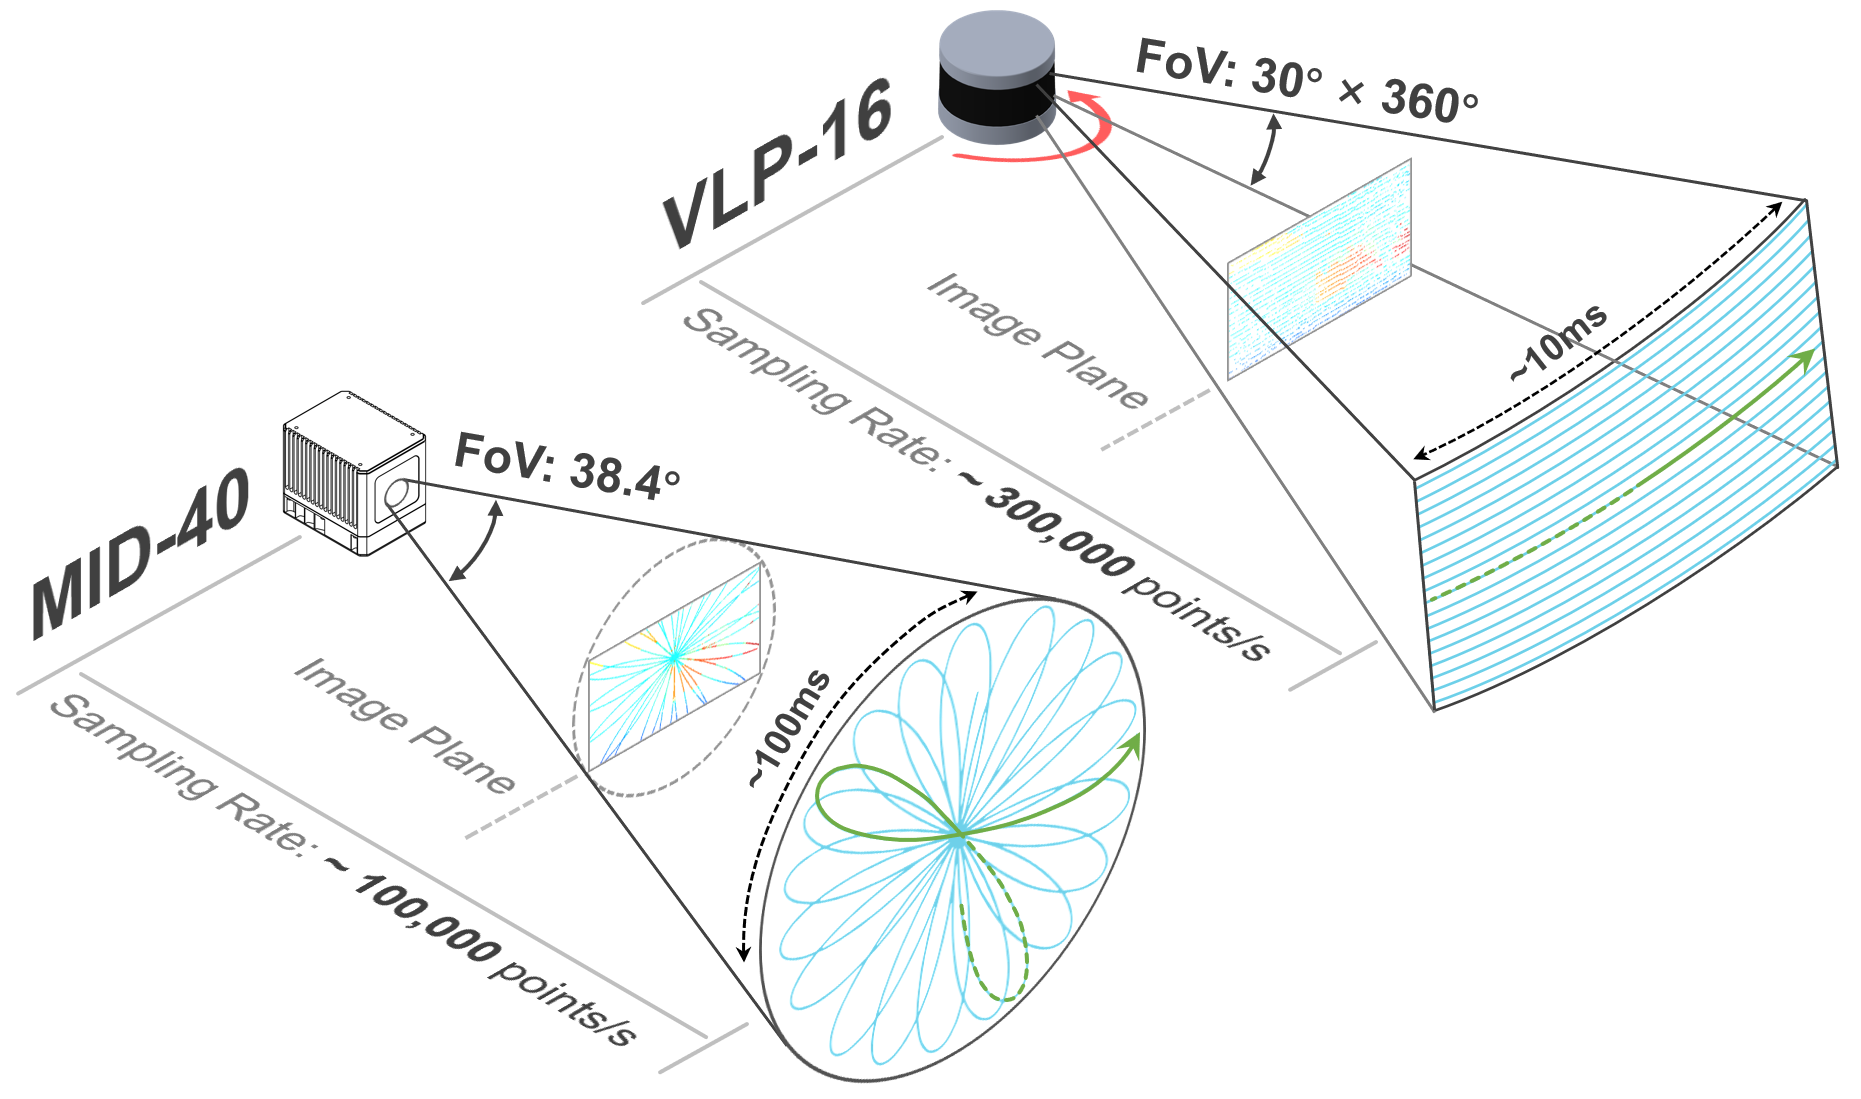 VLP-16
FoV: 30° × 360°
Image Plane
Sampling Rate: ~ 300,000 points/s
~10ms
MID-40
FoV: 38.4°
Image Plane
Sampling Rate: ~ 100,000 points/s
~100ms